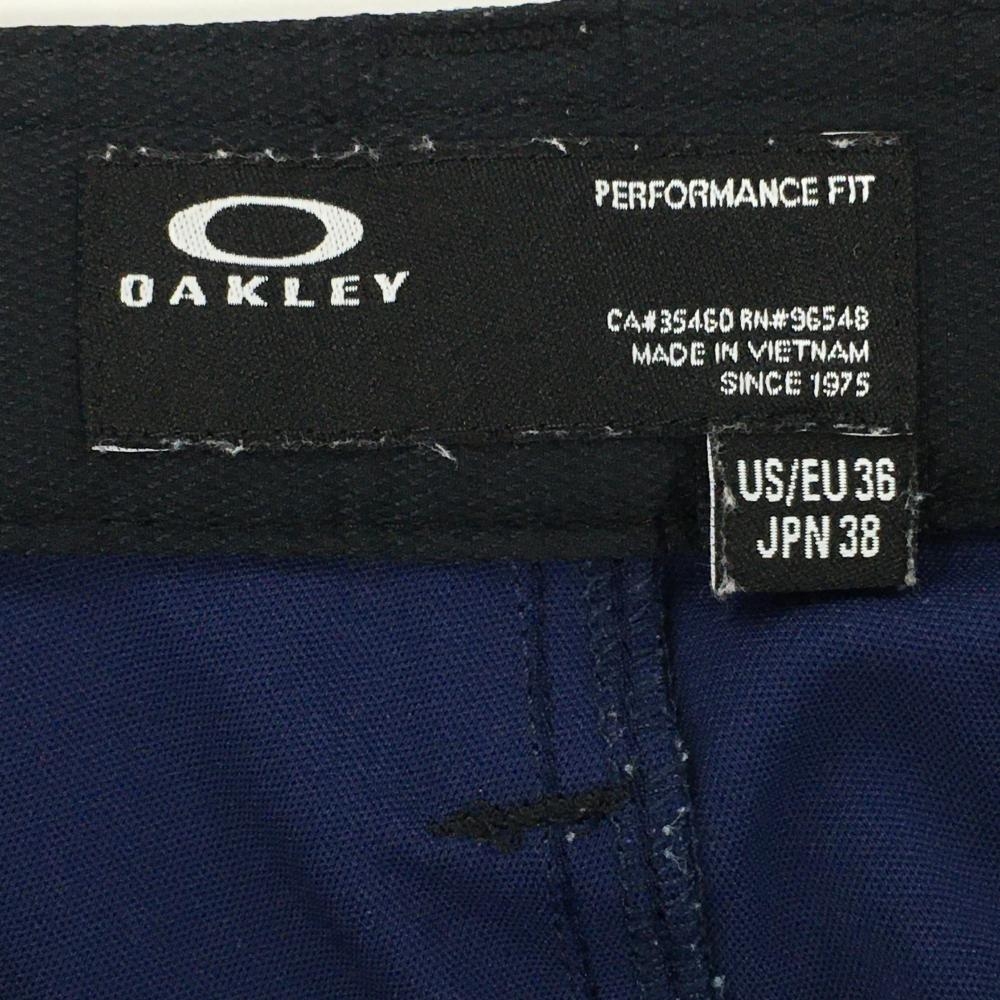 OAKLEY
PERFORMANCE FIT
CA#35460 RN#96548
MADE IN VIETNAM
SINCE 1975
US/EU 36
JPN 38